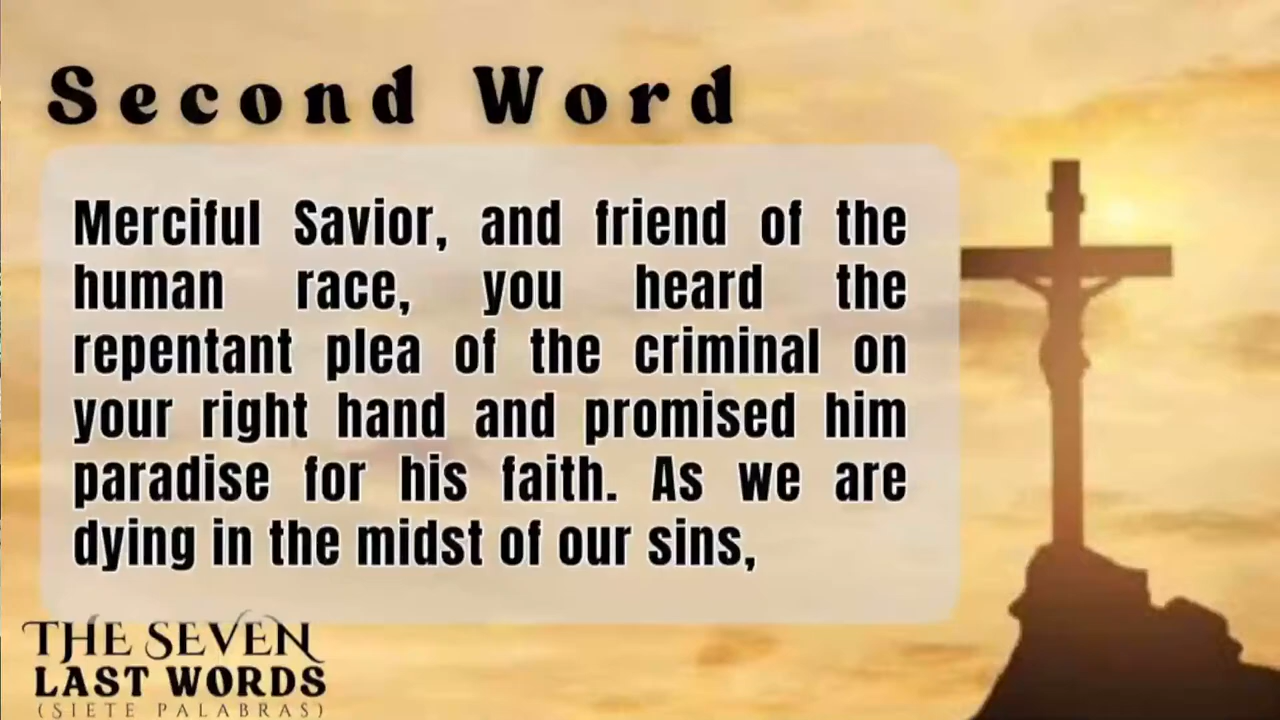 Second Word
Merciful Savior, and friend of the
human race, you heard the
repentant plea of the criminal on
your right hand and promised him
paradise for his faith. As we are
dying in the midst of our sins,
THE SEVEN
LAST WORDS
(SIETE PALABRAS)